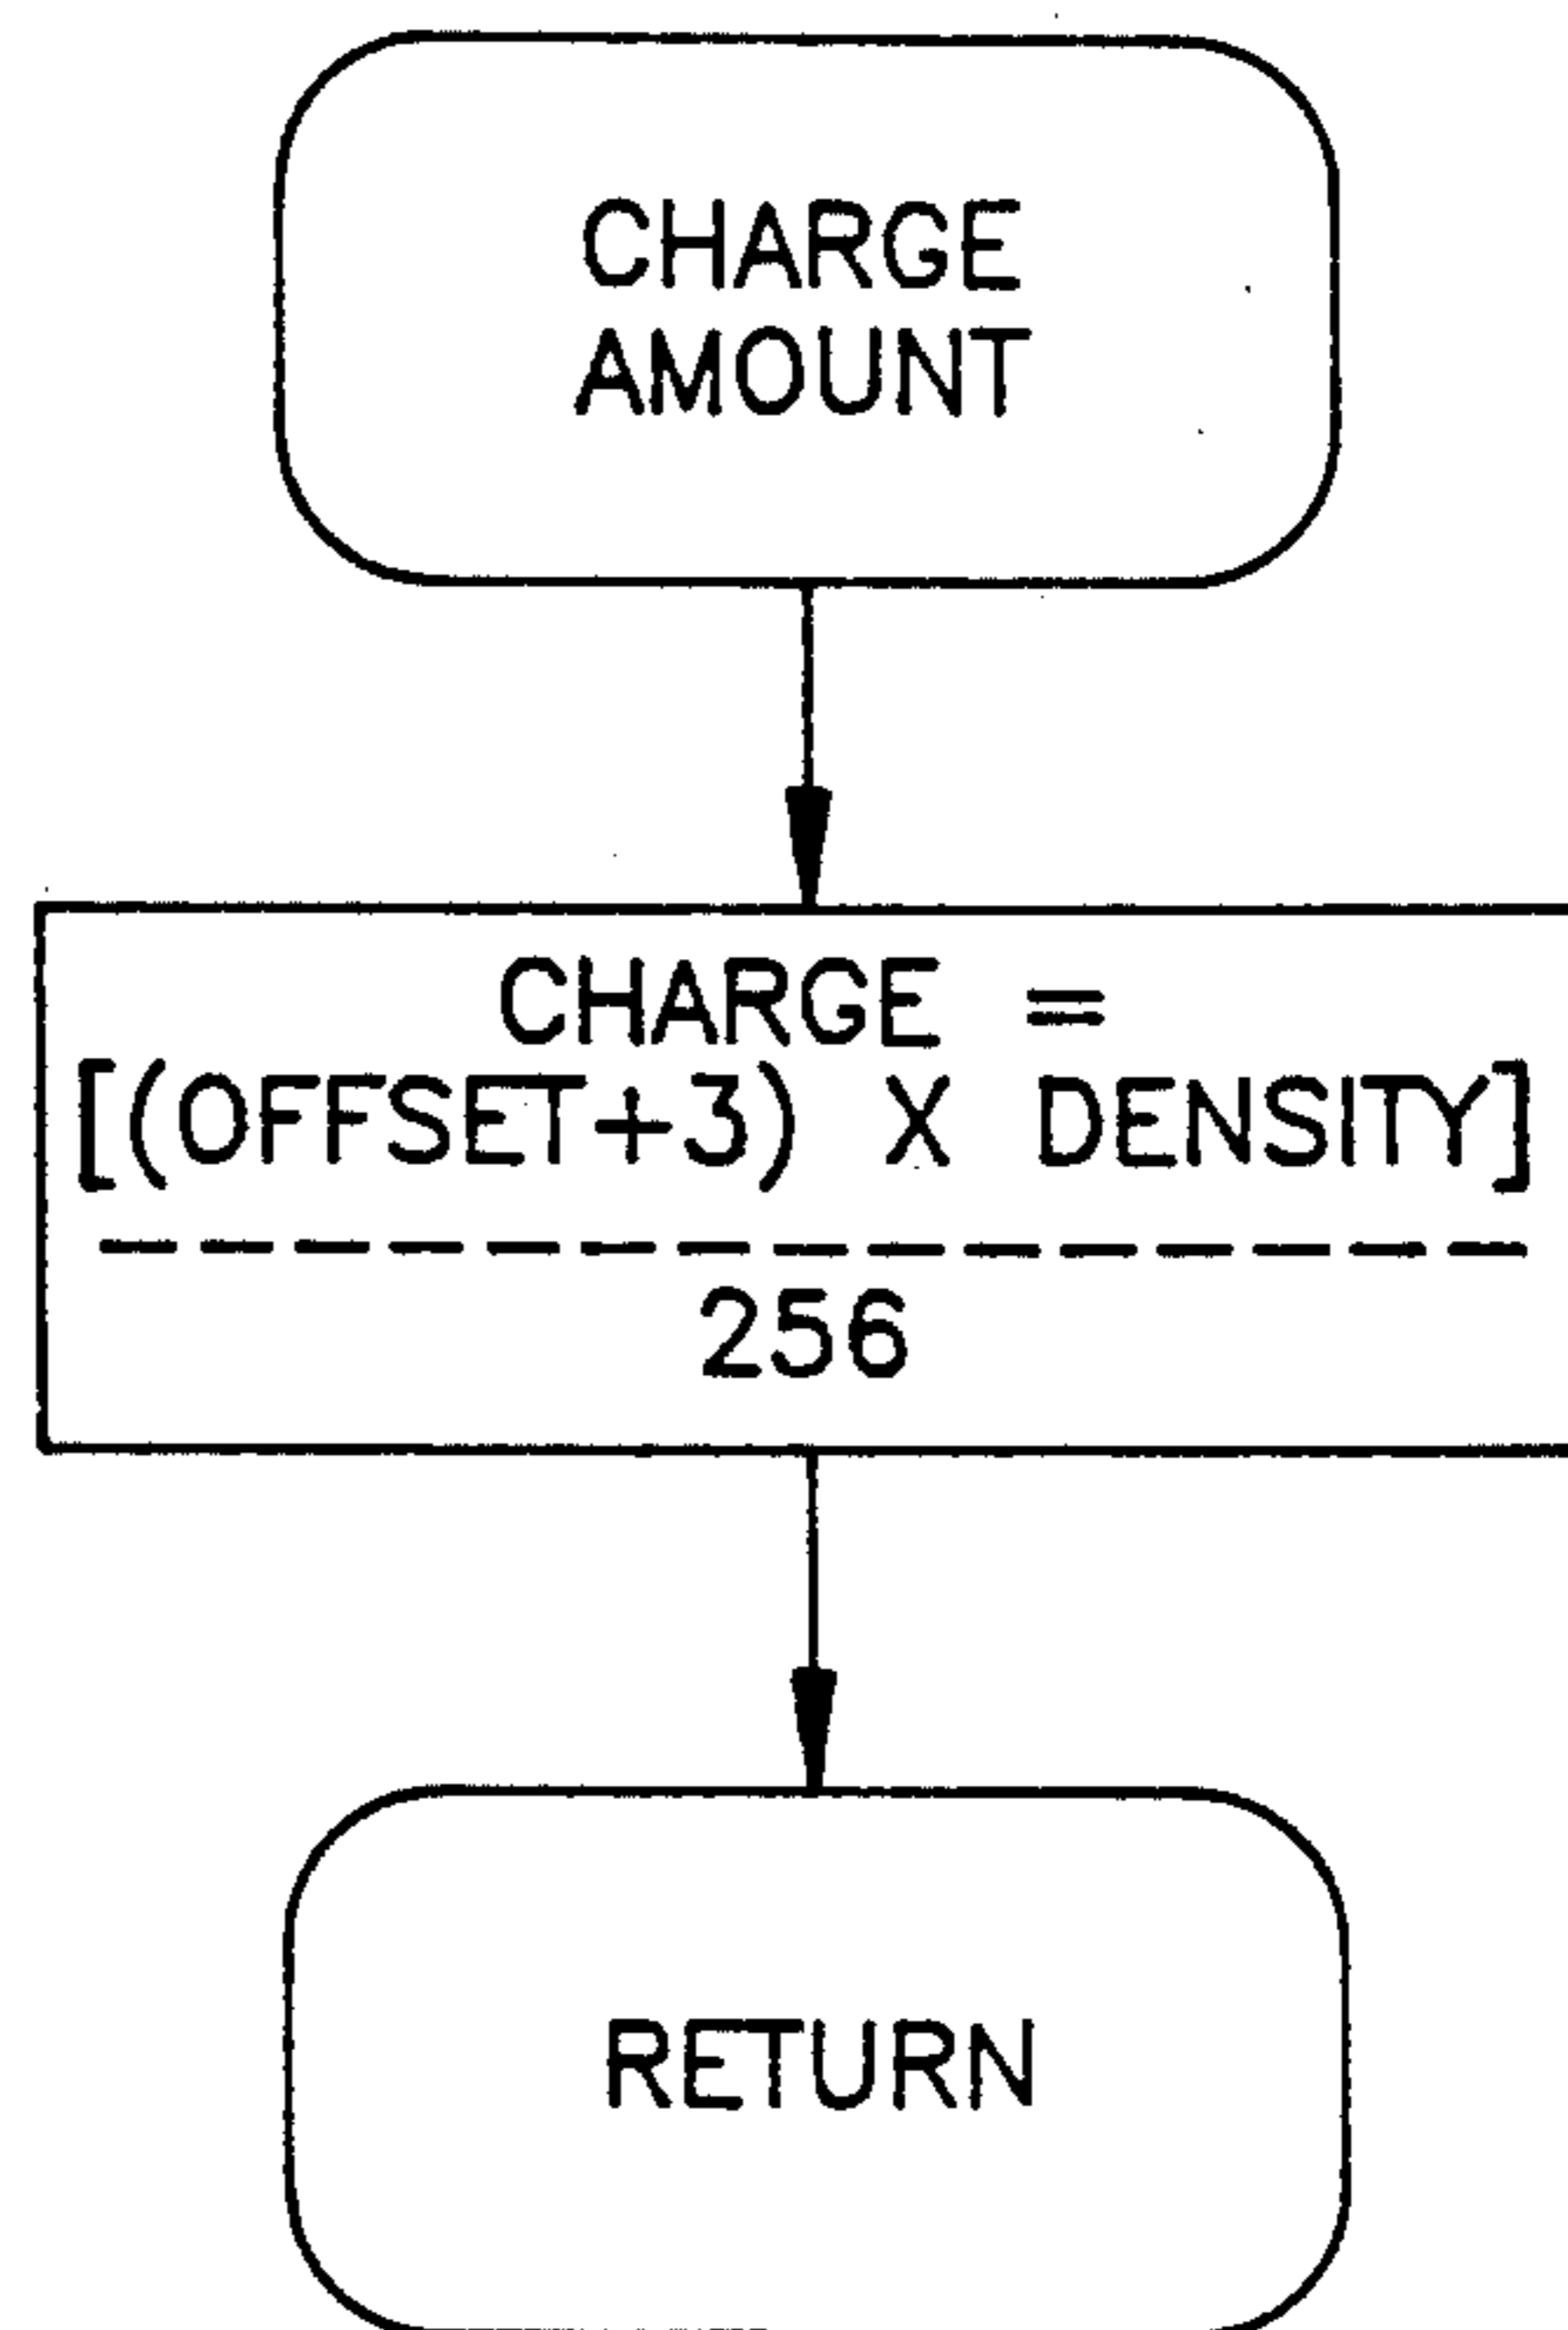 CHARGE
AMOUNT
CHARGE =
[(OFFSET+3) X DENSITY]
---------------
256
RETURN